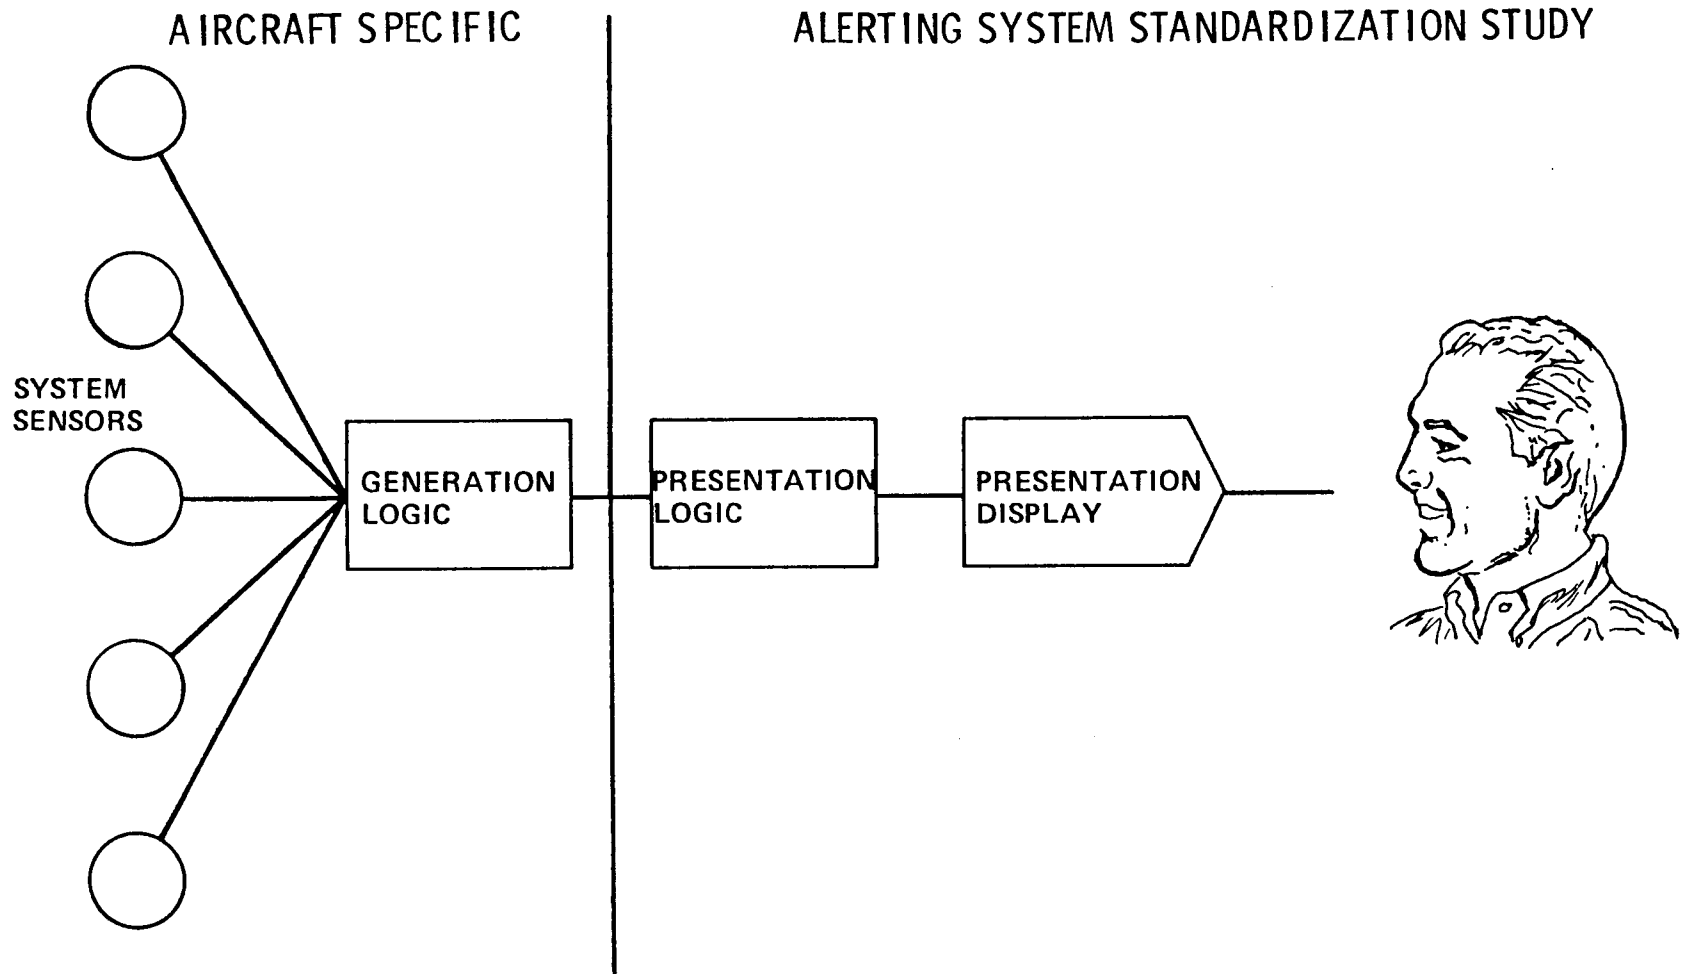 AIRCRAFT SPECIFIC
ALERTING SYSTEM STANDARDIZATION STUDY
SYSTEM
SENSORS
GENERATION
LOGIC
PRESENTATION
LOGIC
PRESENTATION
DISPLAY